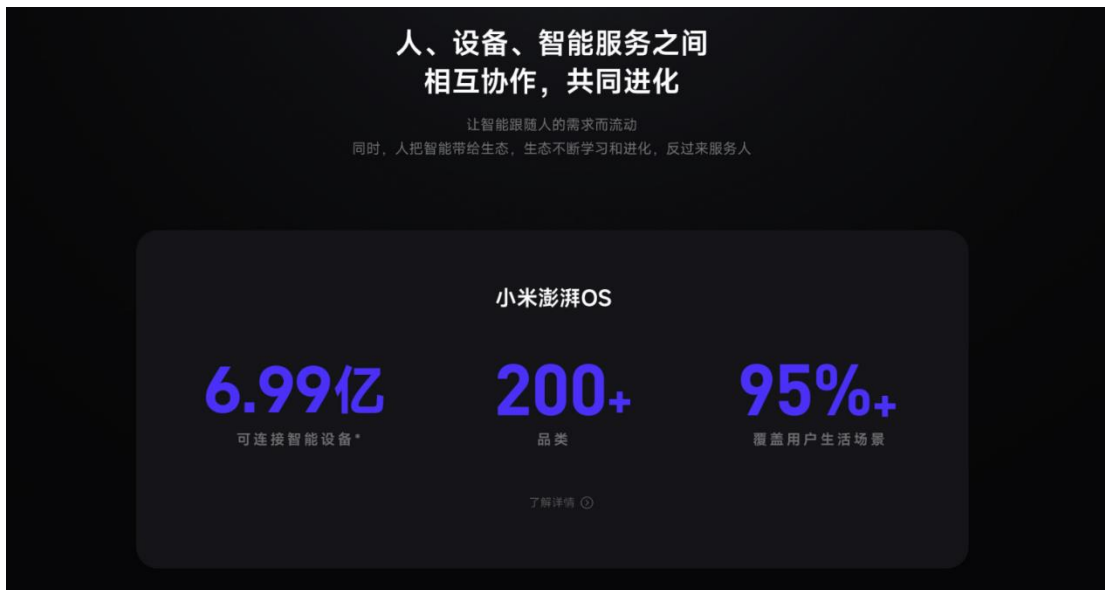 人、设备、智能服务之间
相互协作，共同进化
让智能跟随人的需求而流动
同时，人把智能带给生态，生态不断学习和进化，反过来服务人
小米澎湃OS
6.99亿
可连接智能设备*
200+
品类
95%+
覆盖用户生活场景
了解详情